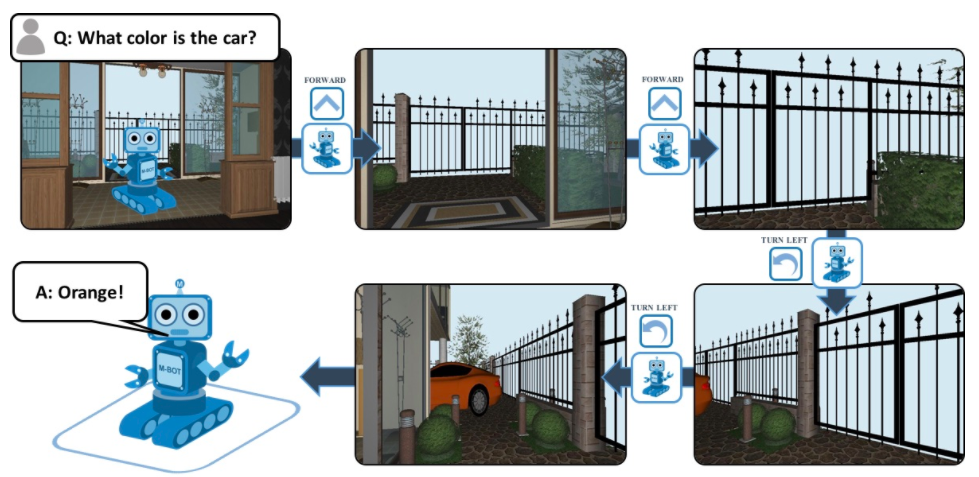 Q: What color is the car?
FORWARD
FORWARD
M-BOT
TURN LEFT
TURN LEFT
A: Orange!
M
M-BOT